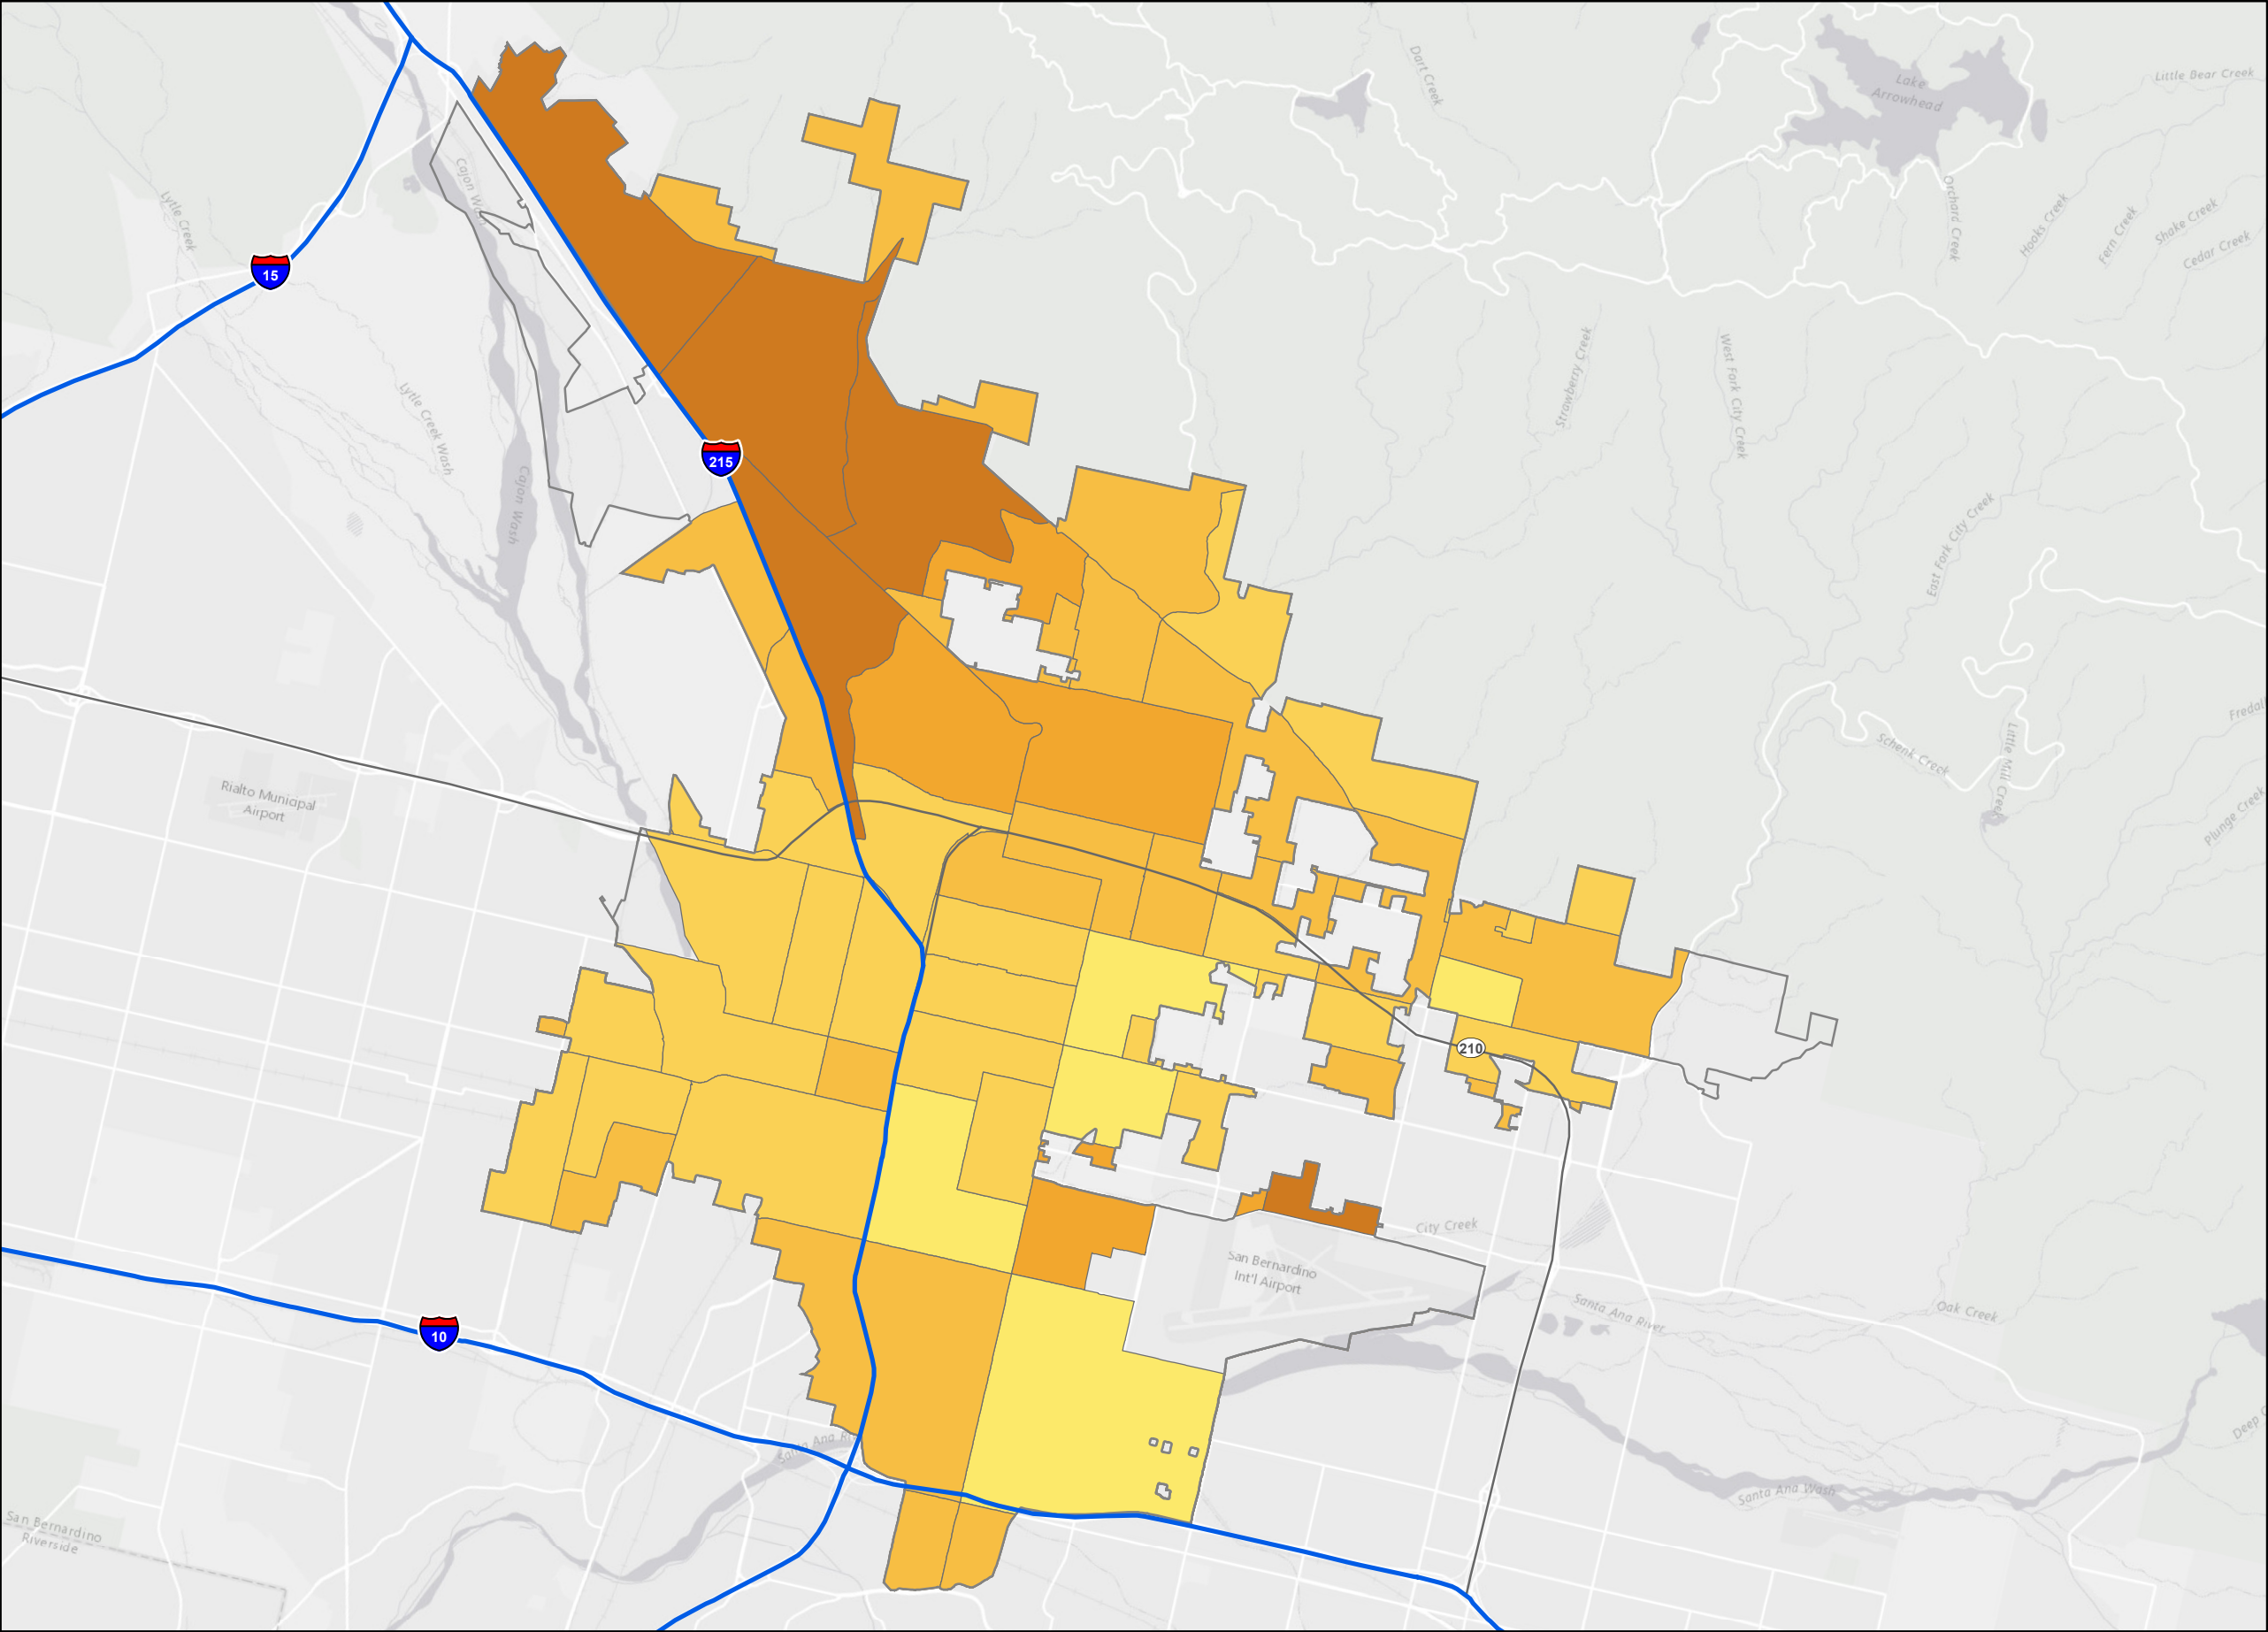 Dart Creek
Lake
Arrowhead
Little Bear Creek
Cajon Wash
Lytle Creek
Orchard Creek
Hooks Creek
Fern Creek
Shake Creek
Cedar Creek
15
Strawberry Creek
West Fork City Creek
Lytle Creek Wash
215
Cajon Wash
East Fork City Creek
Rialto Municipal
Airport
Schenk Creek
Little Mill Creek
Plunge Creek
210
City Creek
San Bernardino
Int'l Airport
Santa Ana River
Oak Creek
10
Santa Ana
Santa Ana Wash
San Bernardino
Riverside